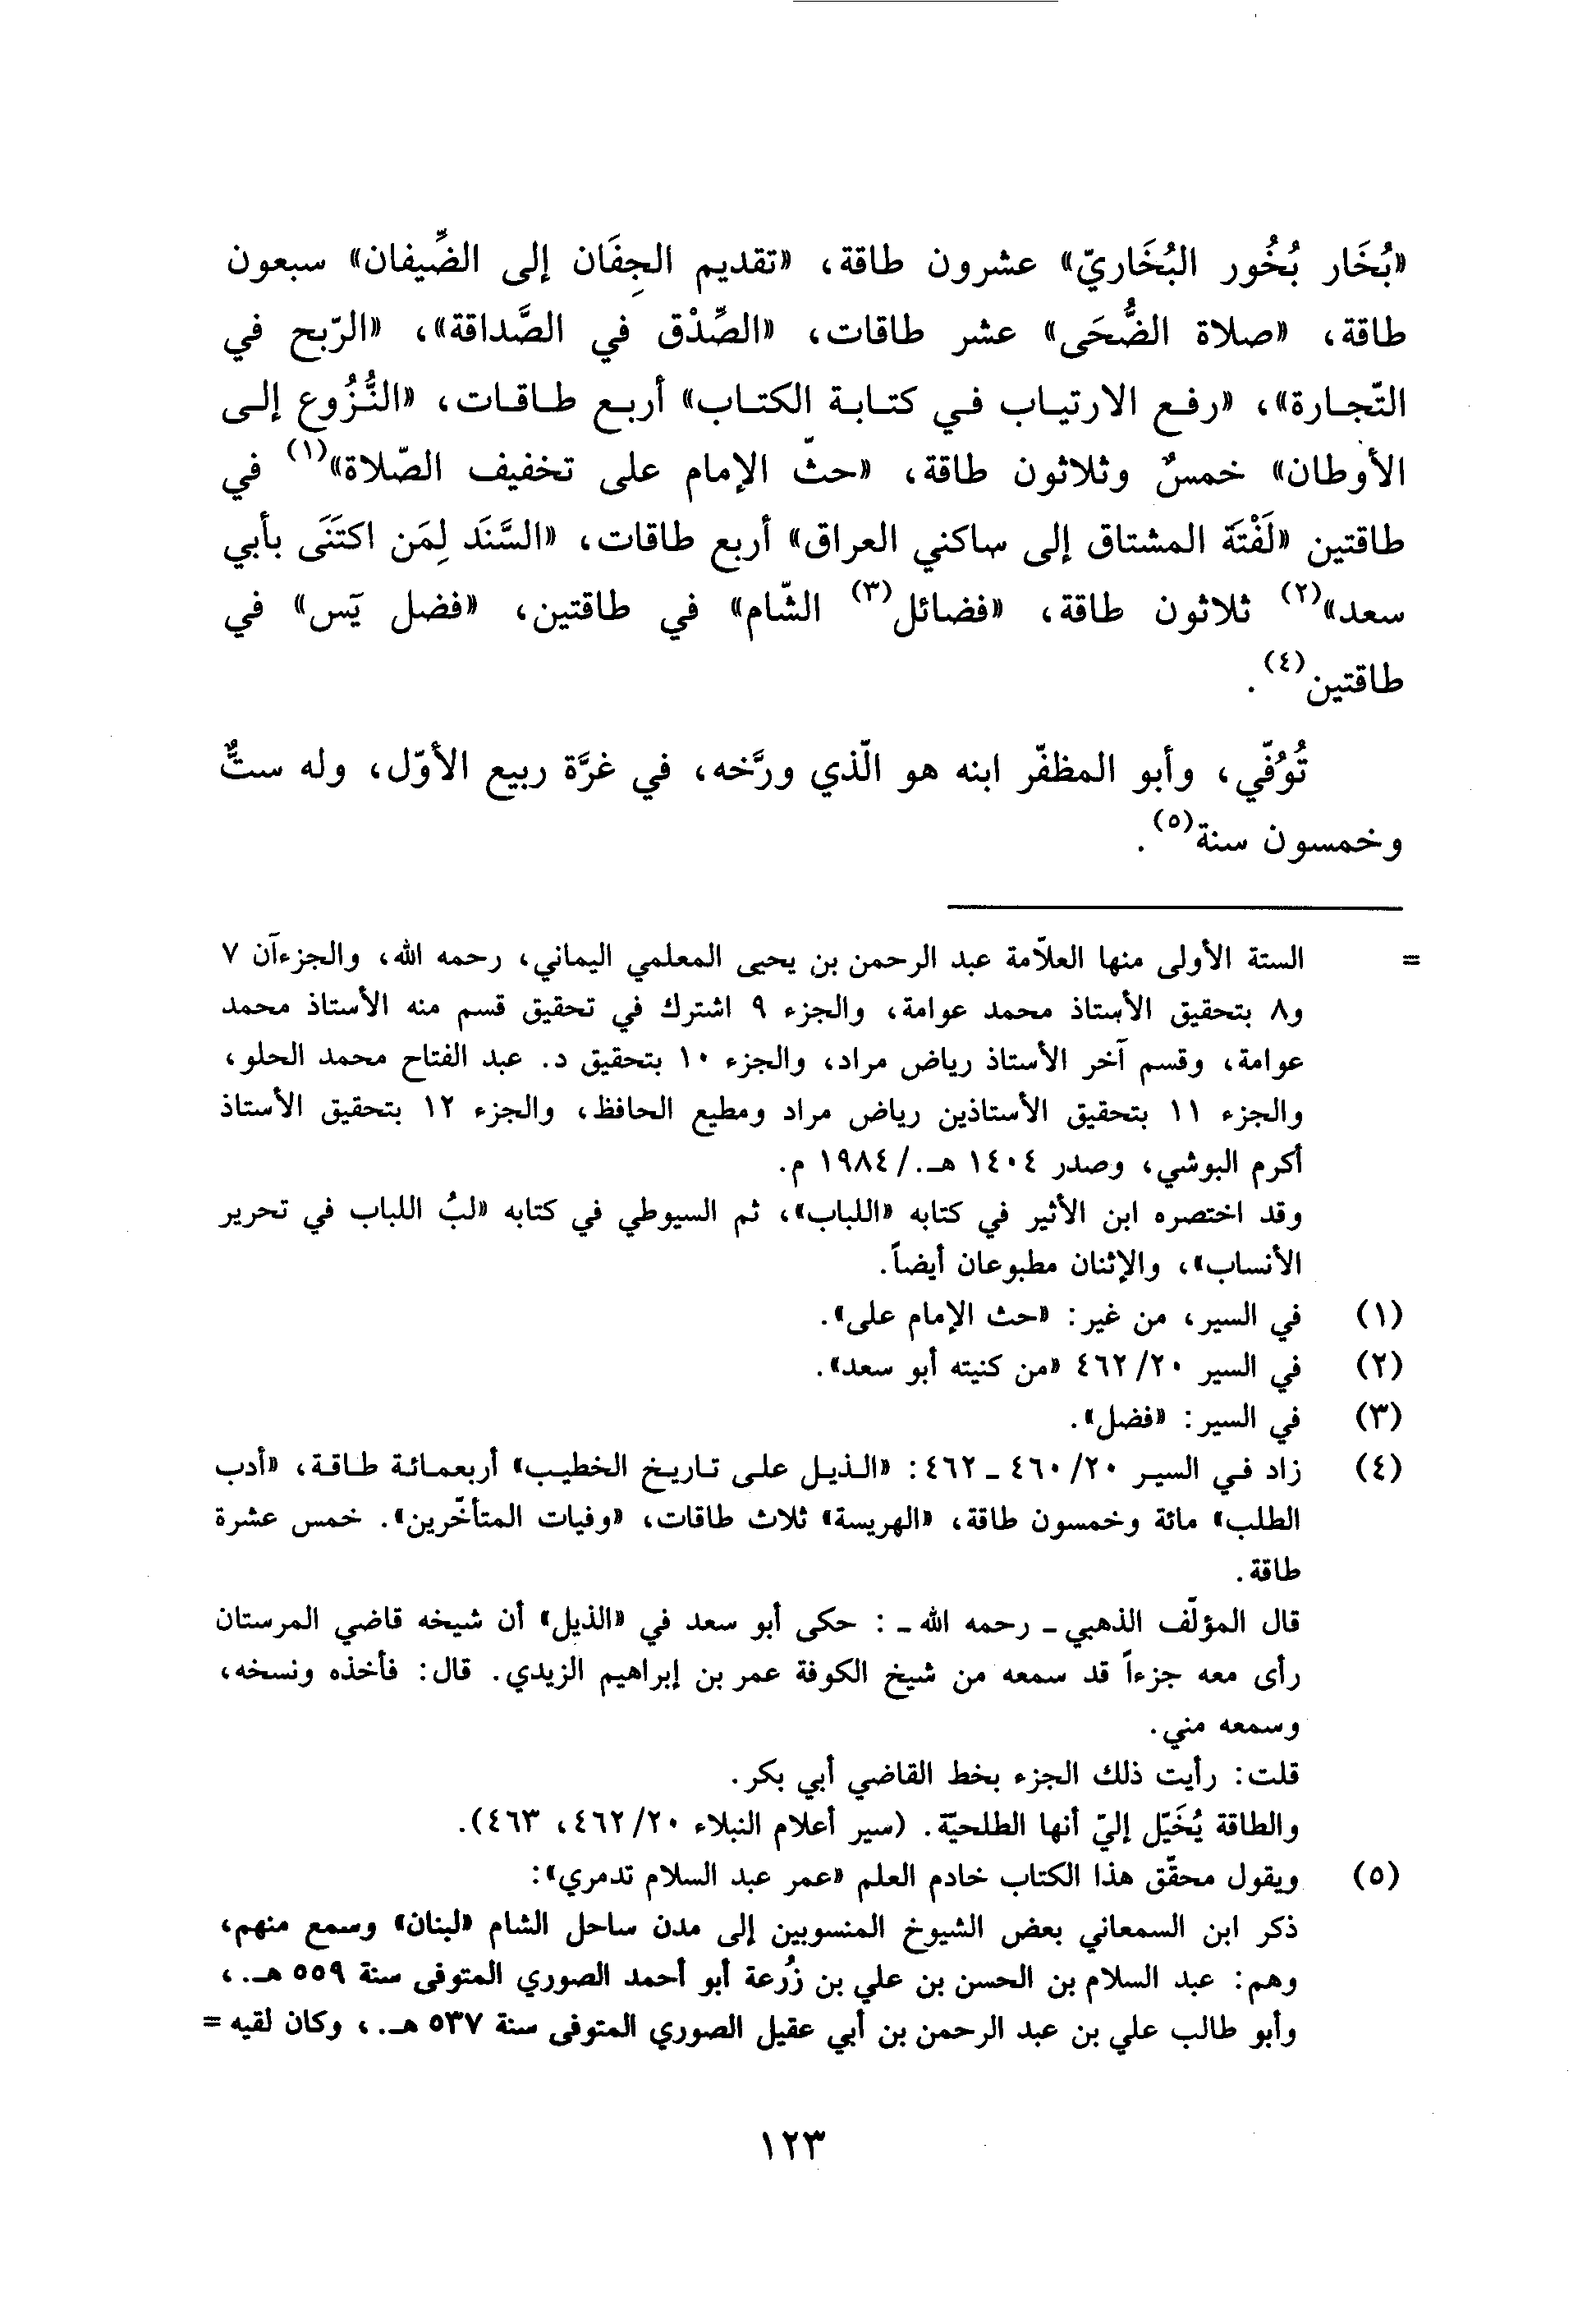 «بُخَار بُخُور البُخَاريّ» عشرون طاقة، «تقديم الجِفَان إلى الضِّيفان» سبعون
طاقة، «صلاة الضُّحَى» عشر طاقات، «الصِّدْق في الصَّداقة»، «الرّبح في
التّجارة»، «رفع الارتياب في كتابة الكتاب» أربع طاقات، «النُّزُوع إلى
الأوطان» خمسٌ وثلاثون طاقة، «حثّ الإمام على تخفيف الصّلاة»(١) في
طاقتين «لَفْتَة المشتاق إلى ساكني العراق» أربع طاقات، «السَّنَد لِمَن اكتَنَى بأبي
سعد»(٢) ثلاثون طاقة، «فضائل(٣) الشّام» في طاقتين، «فضل يَس» في
طاقتين(٤).
تُوُفّي، وأبو المظفّر ابنه هو الّذي ورَّخه، في غرَّة ربيع الأوّل، وله ستٌّ
وخمسون سنة(٥).
= الستة الأولى منها العلاّمة عبد الرحمن بن يحيى المعلمي اليماني، رحمه الله، والجزءآن ٧
و٨ بتحقيق الأستاذ محمد عوامة، والجزء ٩ اشترك في تحقيق قسم منه الأستاذ محمد
عوامة، وقسم آخر الأستاذ رياض مراد، والجزء ١٠ بتحقيق د. عبد الفتاح محمد الحلو،
والجزء ١١ بتحقيق الأستاذين رياض مراد ومطيع الحافظ، والجزء ١٢ بتحقيق الأستاذ
أكرم البوشي، وصدر ١٤٠٤ هـ./١٩٨٤ م.
وقد اختصره ابن الأثير في كتابه «اللباب»، ثم السيوطي في كتابه «لبُ اللباب في تحرير
الأنساب»، والإثنان مطبوعان أيضاً.
(١) في السير، من غير: «حث الإمام على».
(٢) في السير ٤٦٢/٢٠ «من كنيته أبو سعد».
(٣) في السير: «فضل».
(٤) زاد في السير ٤٦٠/٢٠ ـ ٤٦٢: «الذيل على تاريخ الخطيب» أربعمائة طاقة، «أدب
الطلب» مائة وخمسون طاقة، «الهريسة» ثلاث طاقات، «وفيات المتأخّرين». خمس عشرة
طاقة.
قال المؤلّف الذهبي ـ رحمه الله ـ : حكى أبو سعد في «الذيل» أن شيخه قاضي المرستان
رأى معه جزءاً قد سمعه من شيخ الكوفة عمر بن إبراهيم الزيدي. قال: فأخذه ونسخه،
وسمعه مني.
قلت: رأيت ذلك الجزء بخط القاضي أبي بكر.
والطاقة يُخَيّل إليّ أنها الطلحيّة. (سير أعلام النبلاء ٤٦٢/٢٠، ٤٦٣).
(٥) ويقول محقّق هذا الكتاب خادم العلم «عمر عبد السلام تدمري»:
ذكر ابن السمعاني بعض الشيوخ المنسوبين إلى مدن ساحل الشام «لبنان» وسمع منهم،
وهم: عبد السلام بن الحسن بن علي بن زُرعة أبو أحمد الصوري المتوفى سنة ٥٥٩ هـ.،
وأبو طالب علي بن عبد الرحمن بن أبي عقيل الصوري المتوفى سنة ٥٣٧ هـ.، وكان لقيه =
١٢٣